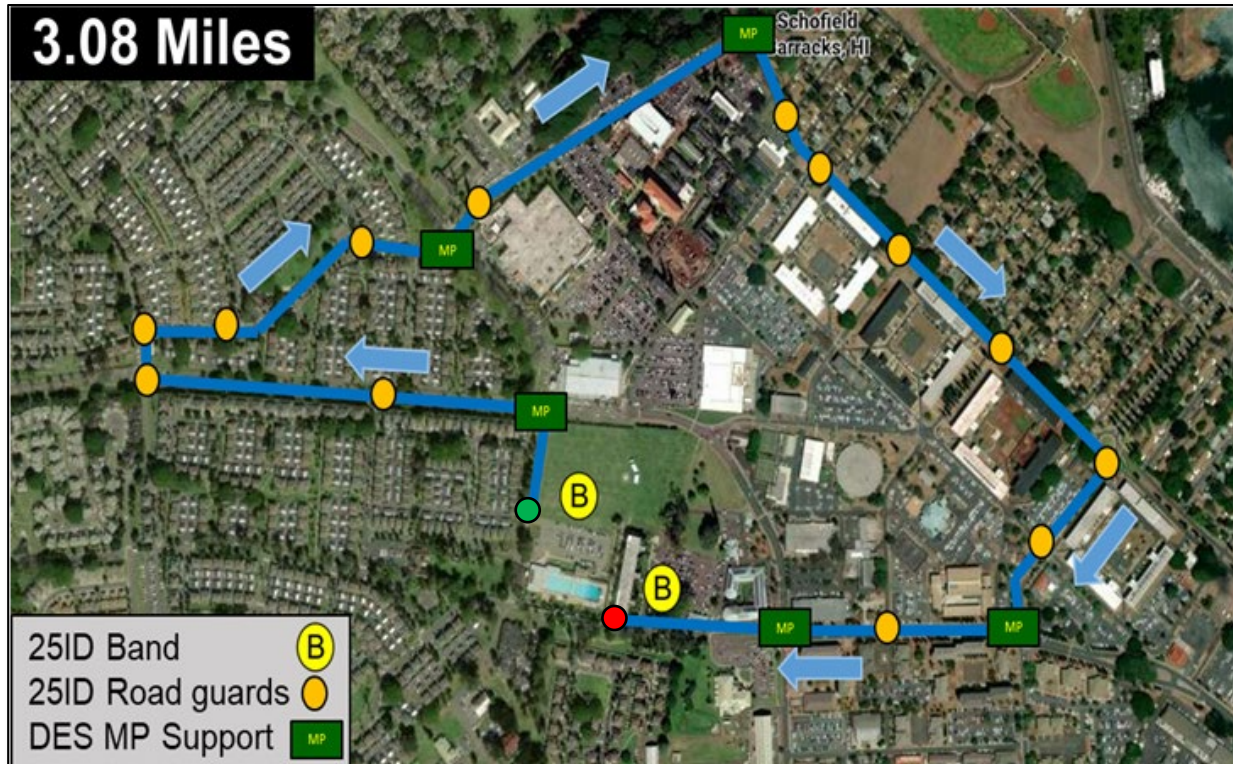 3.08 Miles
MP
Schofield
Barracks, HI
MP
MP
B
B
MP
MP
25ID Band B
25ID Road guards
DES MP Support MP